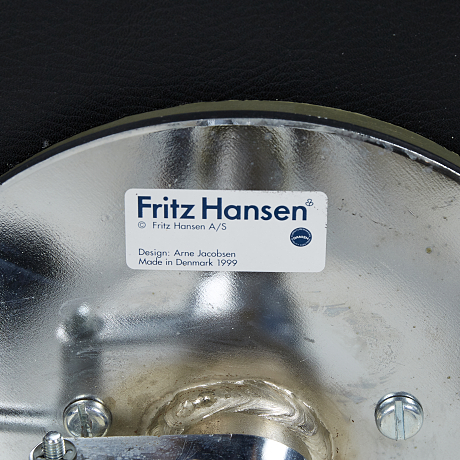 Fritz Hansen
© Fritz Hansen A/S
Design: Arne Jacobsen
Made in Denmark 1999